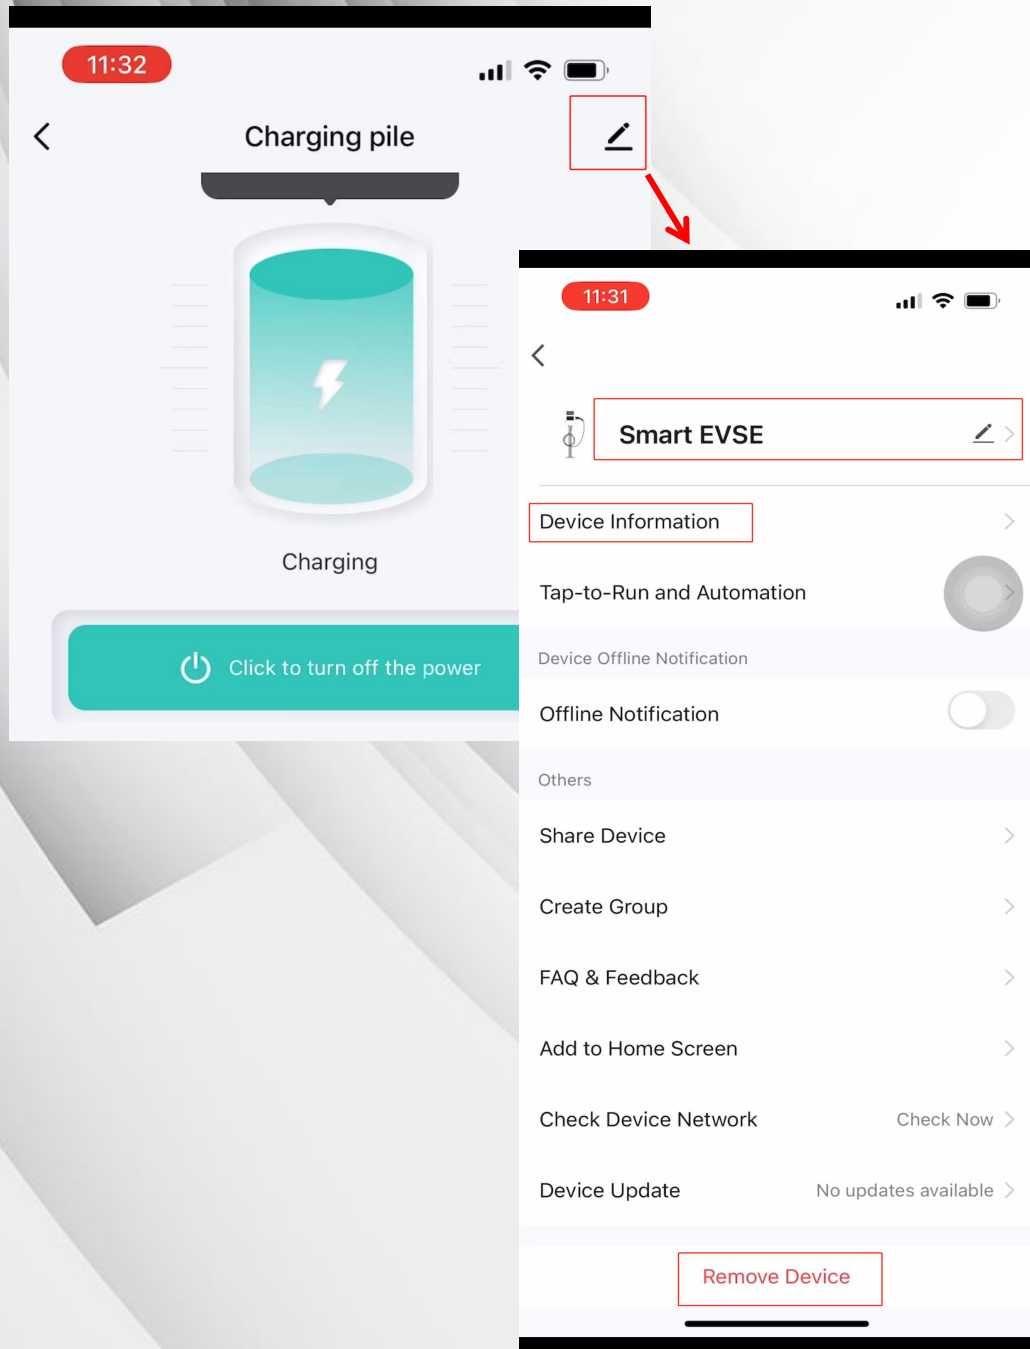 11:32
Charging pile
Charging
Click to turn off the power
11:31
Smart EVSE
Device Information
Tap-to-Run and Automation
Device Offline Notification
Offline Notification
Others
Share Device
Create Group
FAQ & Feedback
Add to Home Screen
Check Device Network Check Now
Device Update No updates available
Remove Device